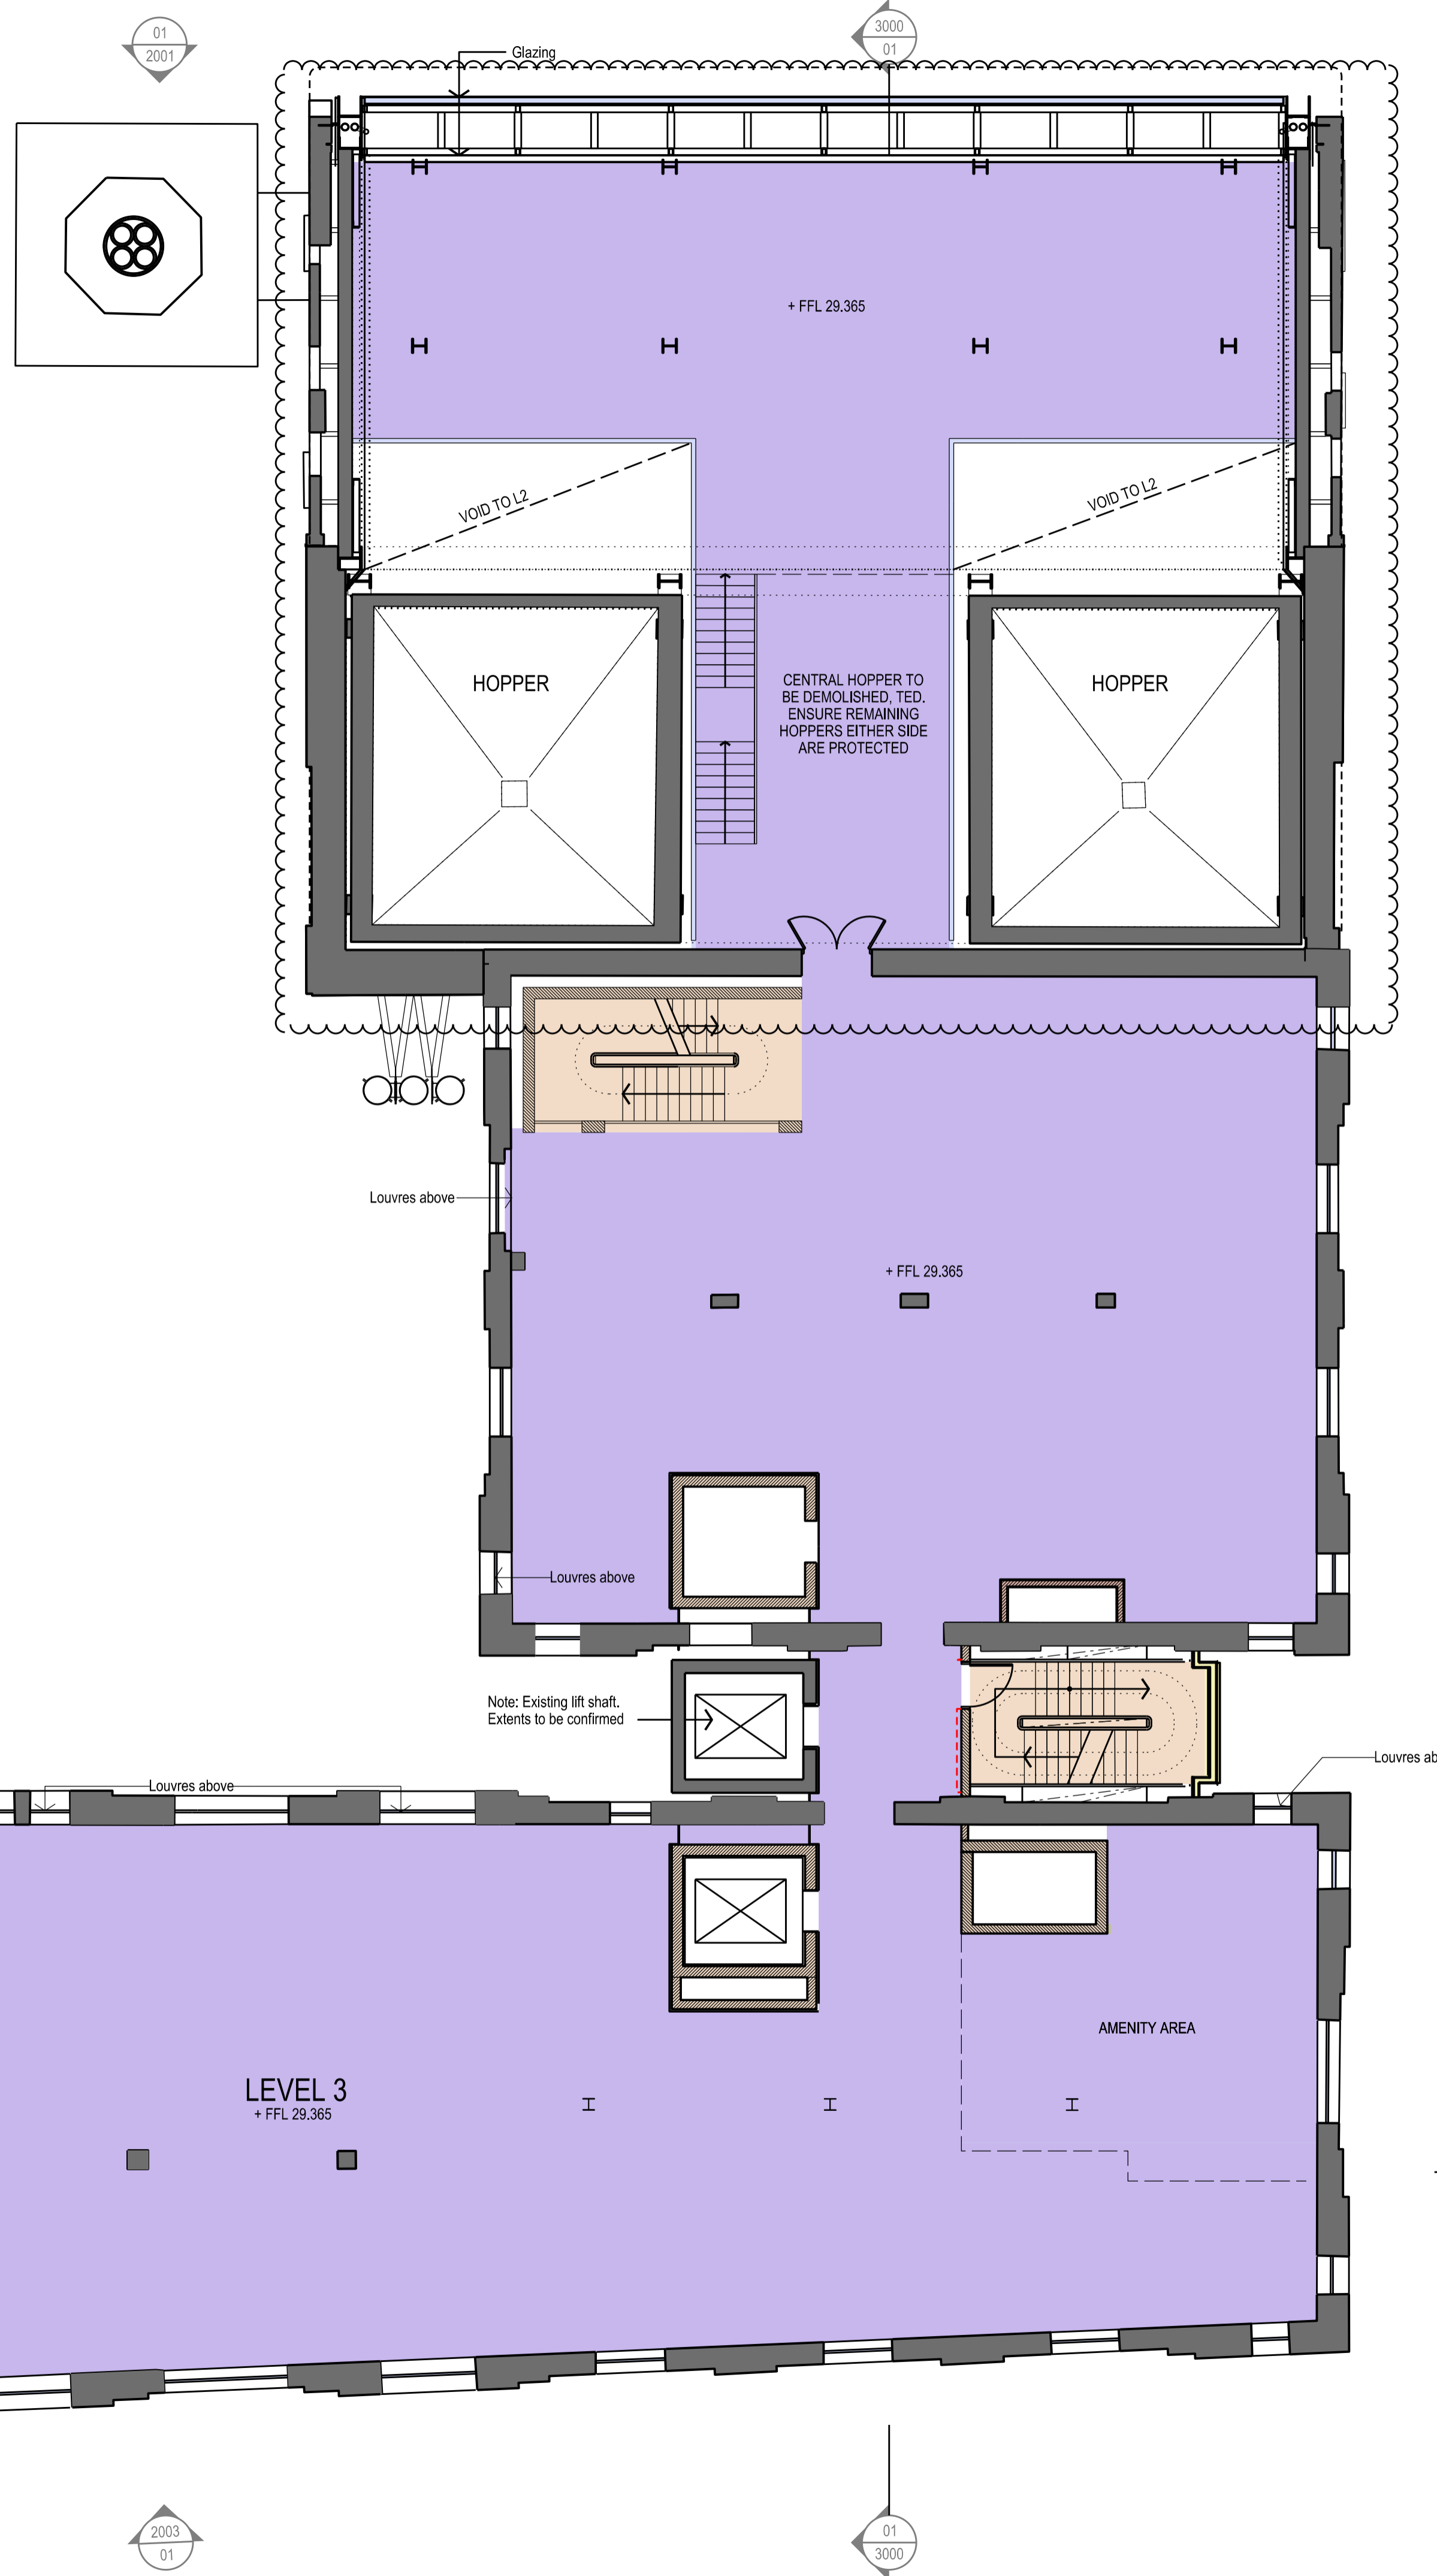 01
2001
3000
01
Glazing
+ FFL 29.365
VOID TO L2
VOID TO L2
HOPPER
CENTRAL HOPPER TO
BE DEMOLISHED, TED.
ENSURE REMAINING
HOPPERS EITHER SIDE
ARE PROTECTED
HOPPER
Louvres above
+ FFL 29.365
Louvres above
Note: Existing lift shaft.
Extents to be confirmed
Louvres above
Louvres ab
AMENITY AREA
LEVEL 3
+ FFL 29.365
2003
01
01
3000